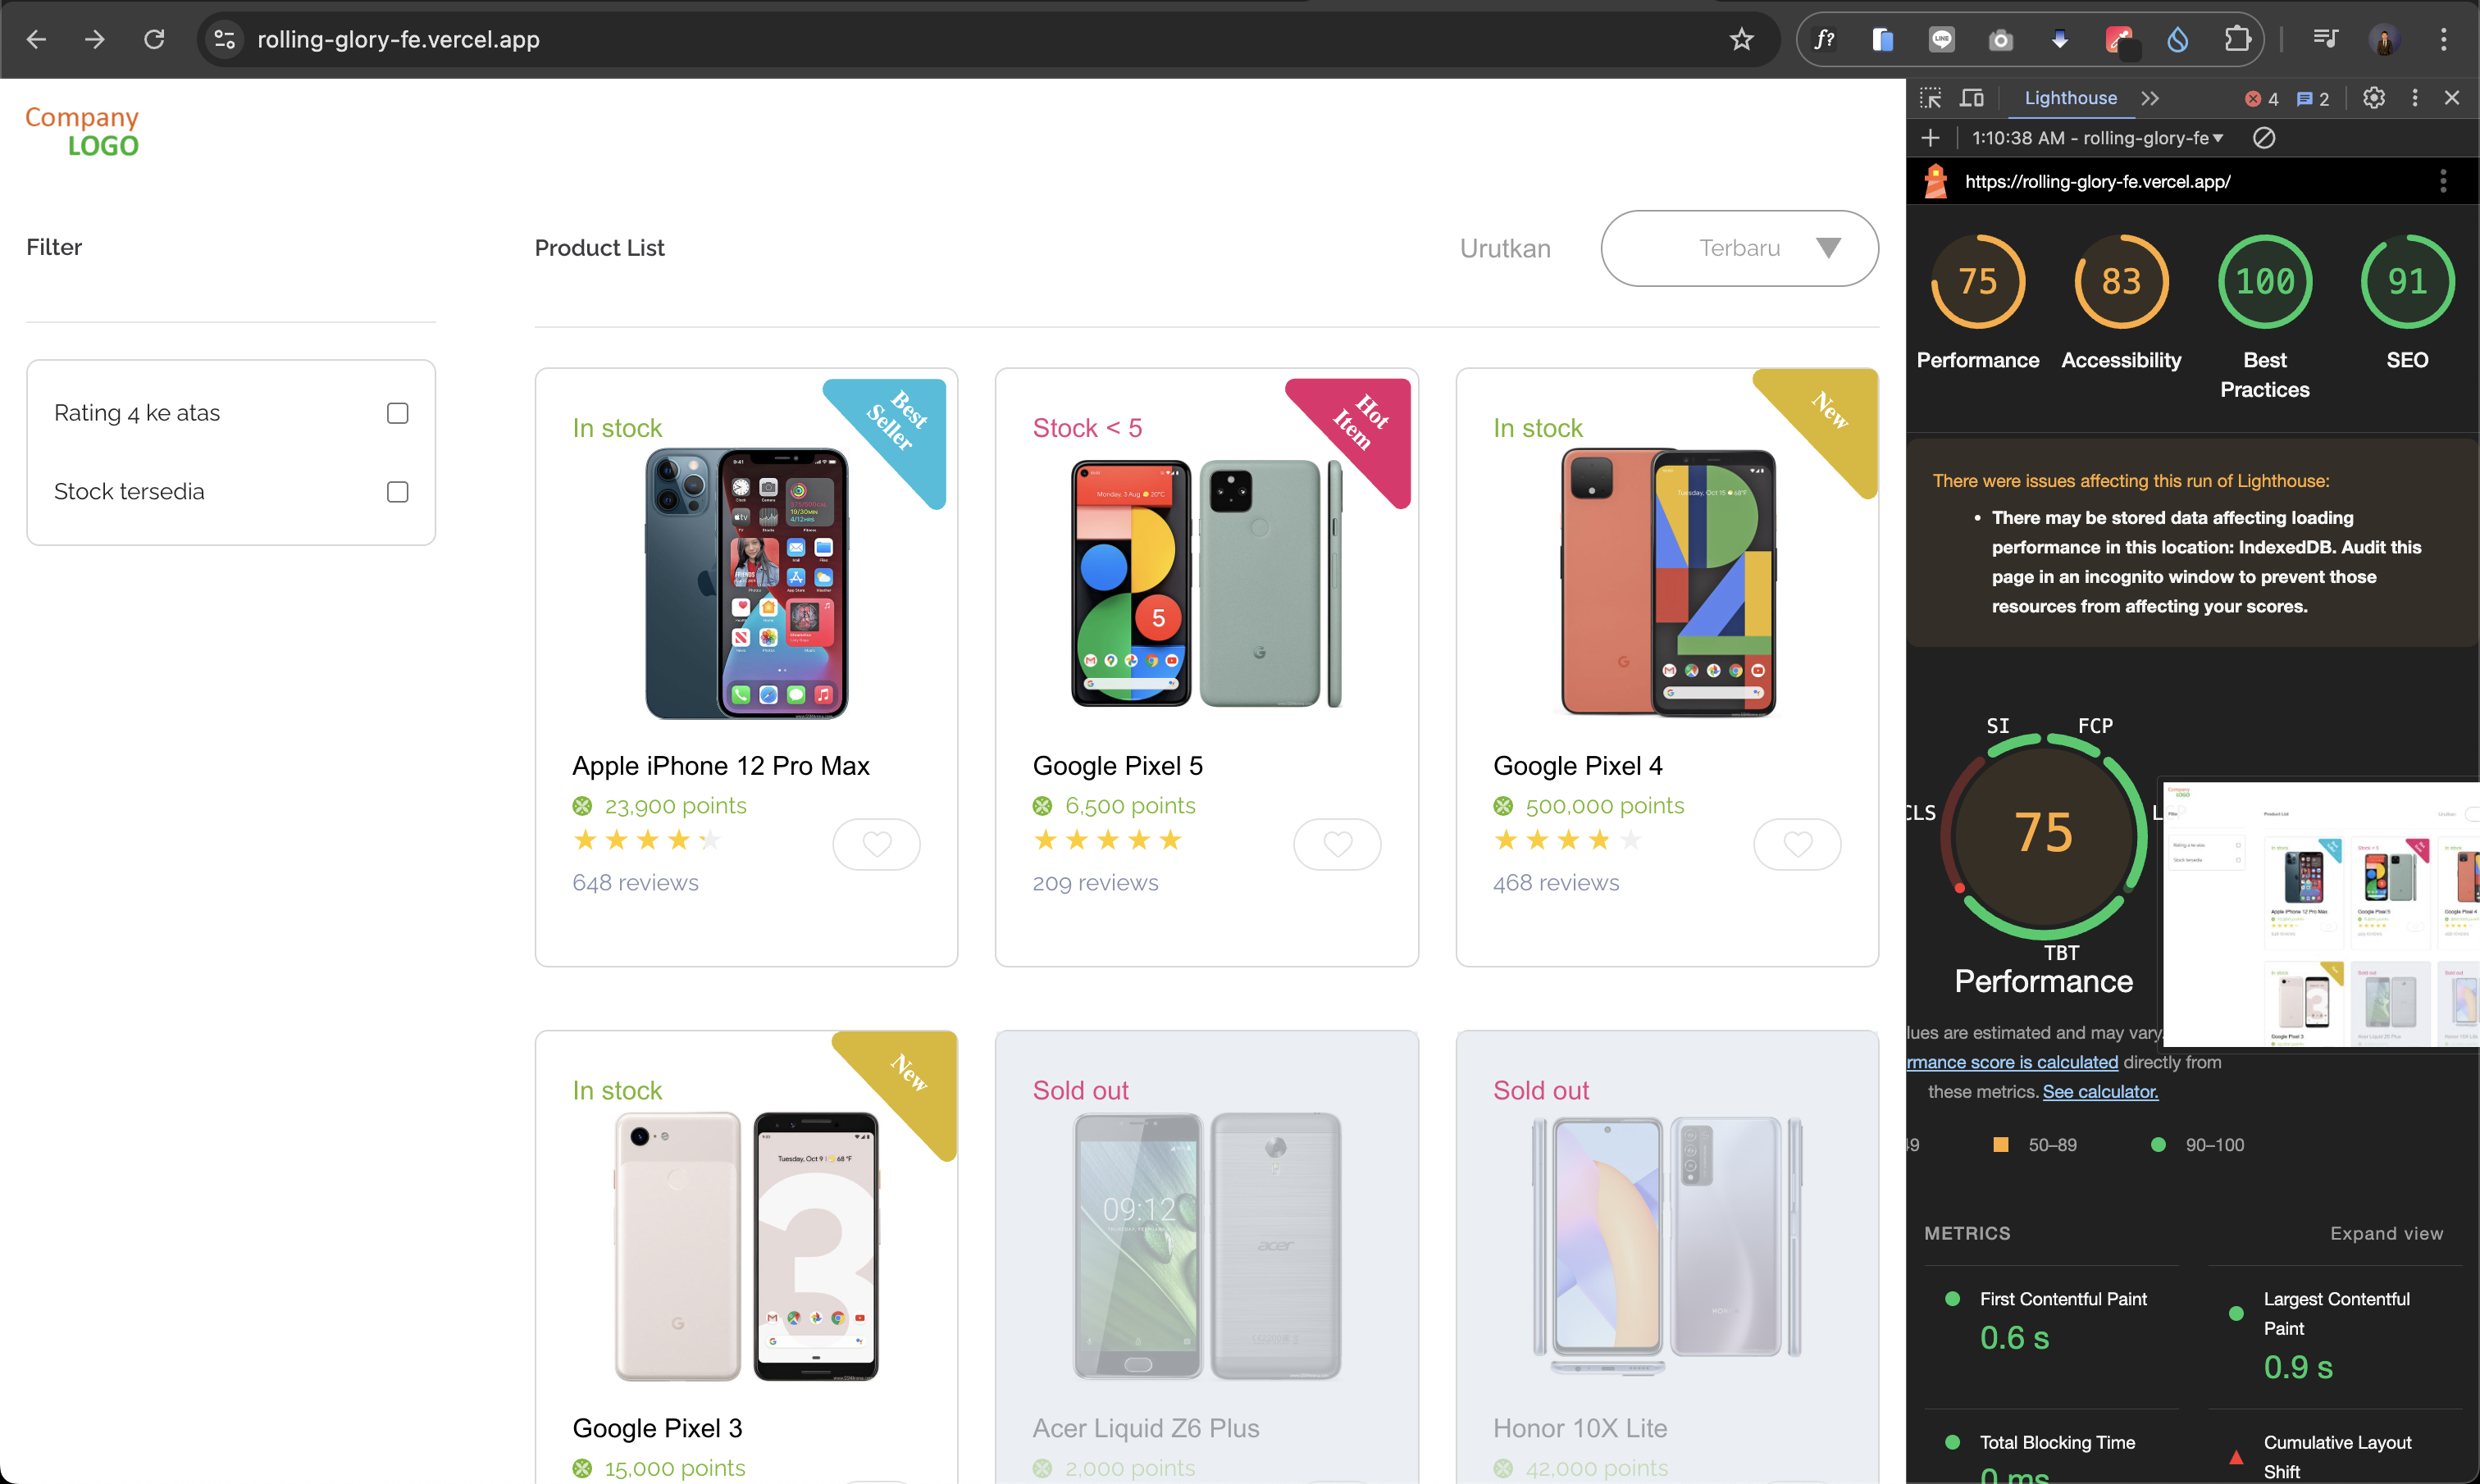 rolling-glory-fe.vercel.app
f?
LINE
Company
LOGO
Filter
Rating 4 ke atas
Stock tersedia
Product List
Urutkan
Terbaru
In stock
Best
Seller
Apple iPhone 12 Pro Max
23,900 points
648 reviews
Stock < 5
Hot
Item
Google Pixel 5
6,500 points
209 reviews
In stock
New
Google Pixel 4
500,000 points
468 reviews
In stock
New
Google Pixel 3
15,000 points
Sold out
09:12
acer
Acer Liquid Z6 Plus
2,000 points
Sold out
Honor 10X Lite
42,000 points
Lighthouse
4
2
1:10:38 AM - rolling-glory-fe
https://rolling-glory-fe.vercel.app/
75
83
100
91
Performance
Accessibility
Best
Practices
SEO
There were issues affecting this run of Lighthouse:
• There may be stored data affecting loading
performance in this location: IndexedDB. Audit this
page in an incognito window to prevent those
resources from affecting your scores.
SI
FCP
CLS
75
TBT
Performance
lues are estimated and may vary.
rmance score is calculated directly from
these metrics. See calculator.
49
50–89
90–100
METRICS
Expand view
First Contentful Paint
0.6 s
Largest Contentful
Paint
0.9 s
Total Blocking Time
0 ms
Cumulative Layout
Shift